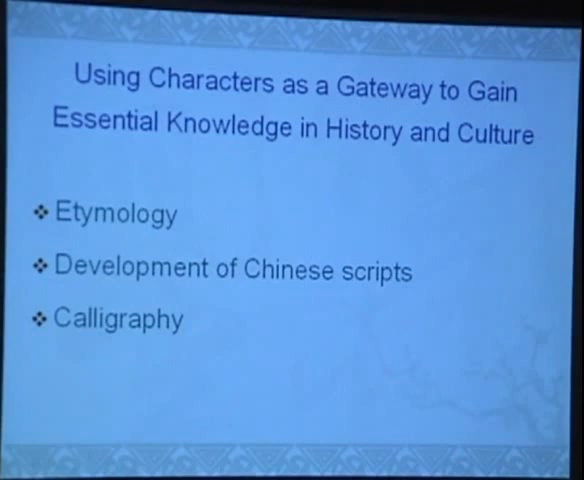 Using Characters as a Gateway to Gain
Essential Knowledge in History and Culture
Etymology
Development of Chinese scripts
Calligraphy